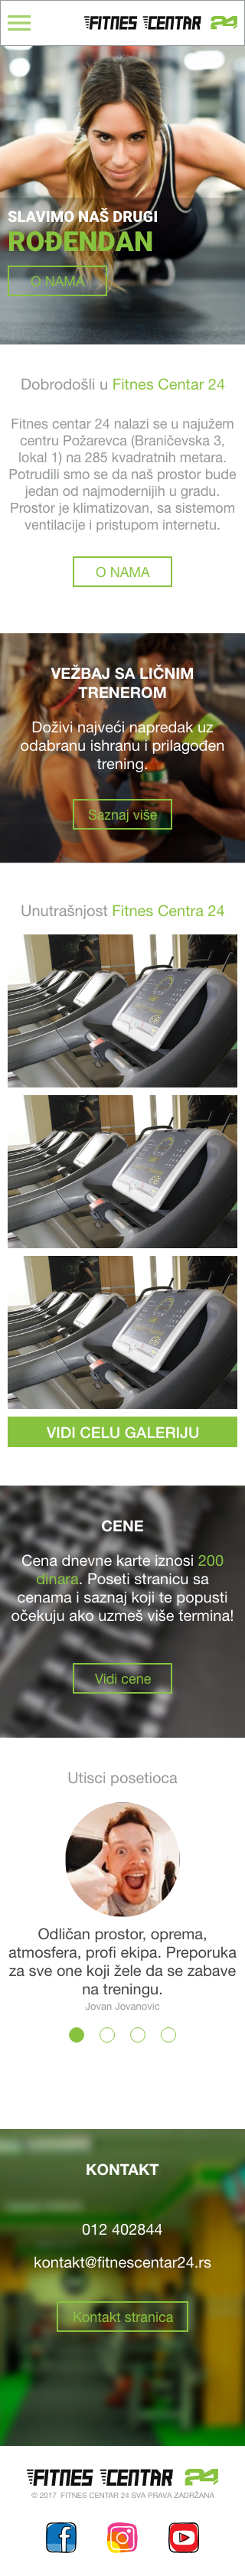 FITNES CENTAR 24
SLAVIMO NAŠ DRUGI
ROĐENDAN
O NAMA
Dobrodošli u Fitnes Centar 24
Fitnes centar 24 nalazi se u najužem
centru Požarevca (Braničevska 3,
lokal 1) na 285 kvadratnih metara.
Potrudili smo se da naš prostor bude
jedan od najmodernijih u gradu.
Prostor je klimatizovan, sa sistemom
ventilacije i pristupom internetu.
O NAMA
VEŽBAJ SA LIČNIM
TRENEROM
Doživi najveći napredak uz
odabranu ishranu i prilagođen
trening.
Saznaj više
Unutrašnjost Fitnes Centra 24
VIDI CELU GALERIJU
CENE
Cena dnevne karte iznosi 200
dinara. Poseti stranicu sa
cenama i saznaj koji te popusti
očekuju ako uzmeš više termina!
Vidi cene
Utisci posetioca
Odličan prostor, oprema,
atmosfera, profi ekipa. Preporuka
za sve one koji žele da se zabave
na treningu.
Jovan Jovanovic
KONTAKT
012 402844
kontakt@fitnescentar24.rs
Kontakt stranica
FITNES CENTAR 24
© 2017 FITNES CENTAR 24 SVA PRAVA ZADRŽANA